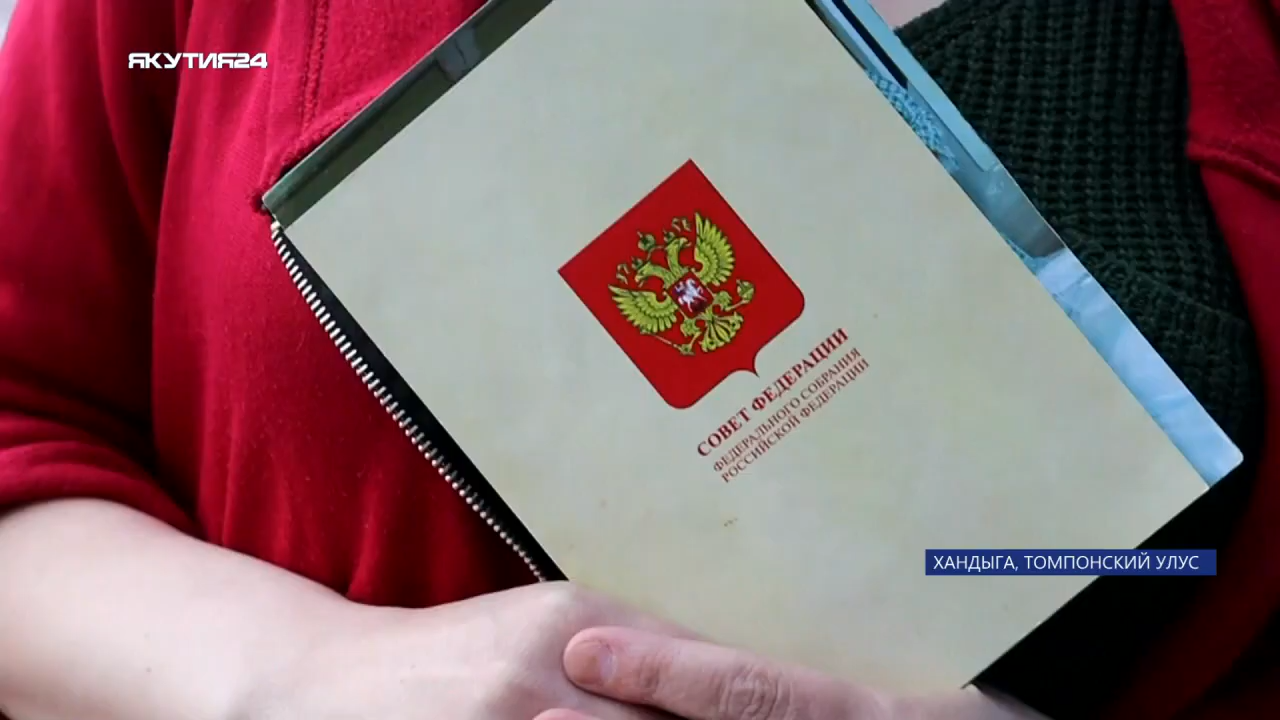 ЯКУТИЯ24
СОВЕТ ФЕДЕРАЦИИ
ФЕДЕРАЛЬНОГО СОБРАНИЯ
РОССИЙСКОЙ ФЕДЕРАЦИИ
ХАНДЫГА, ТОМПОНСКИЙ УЛУС